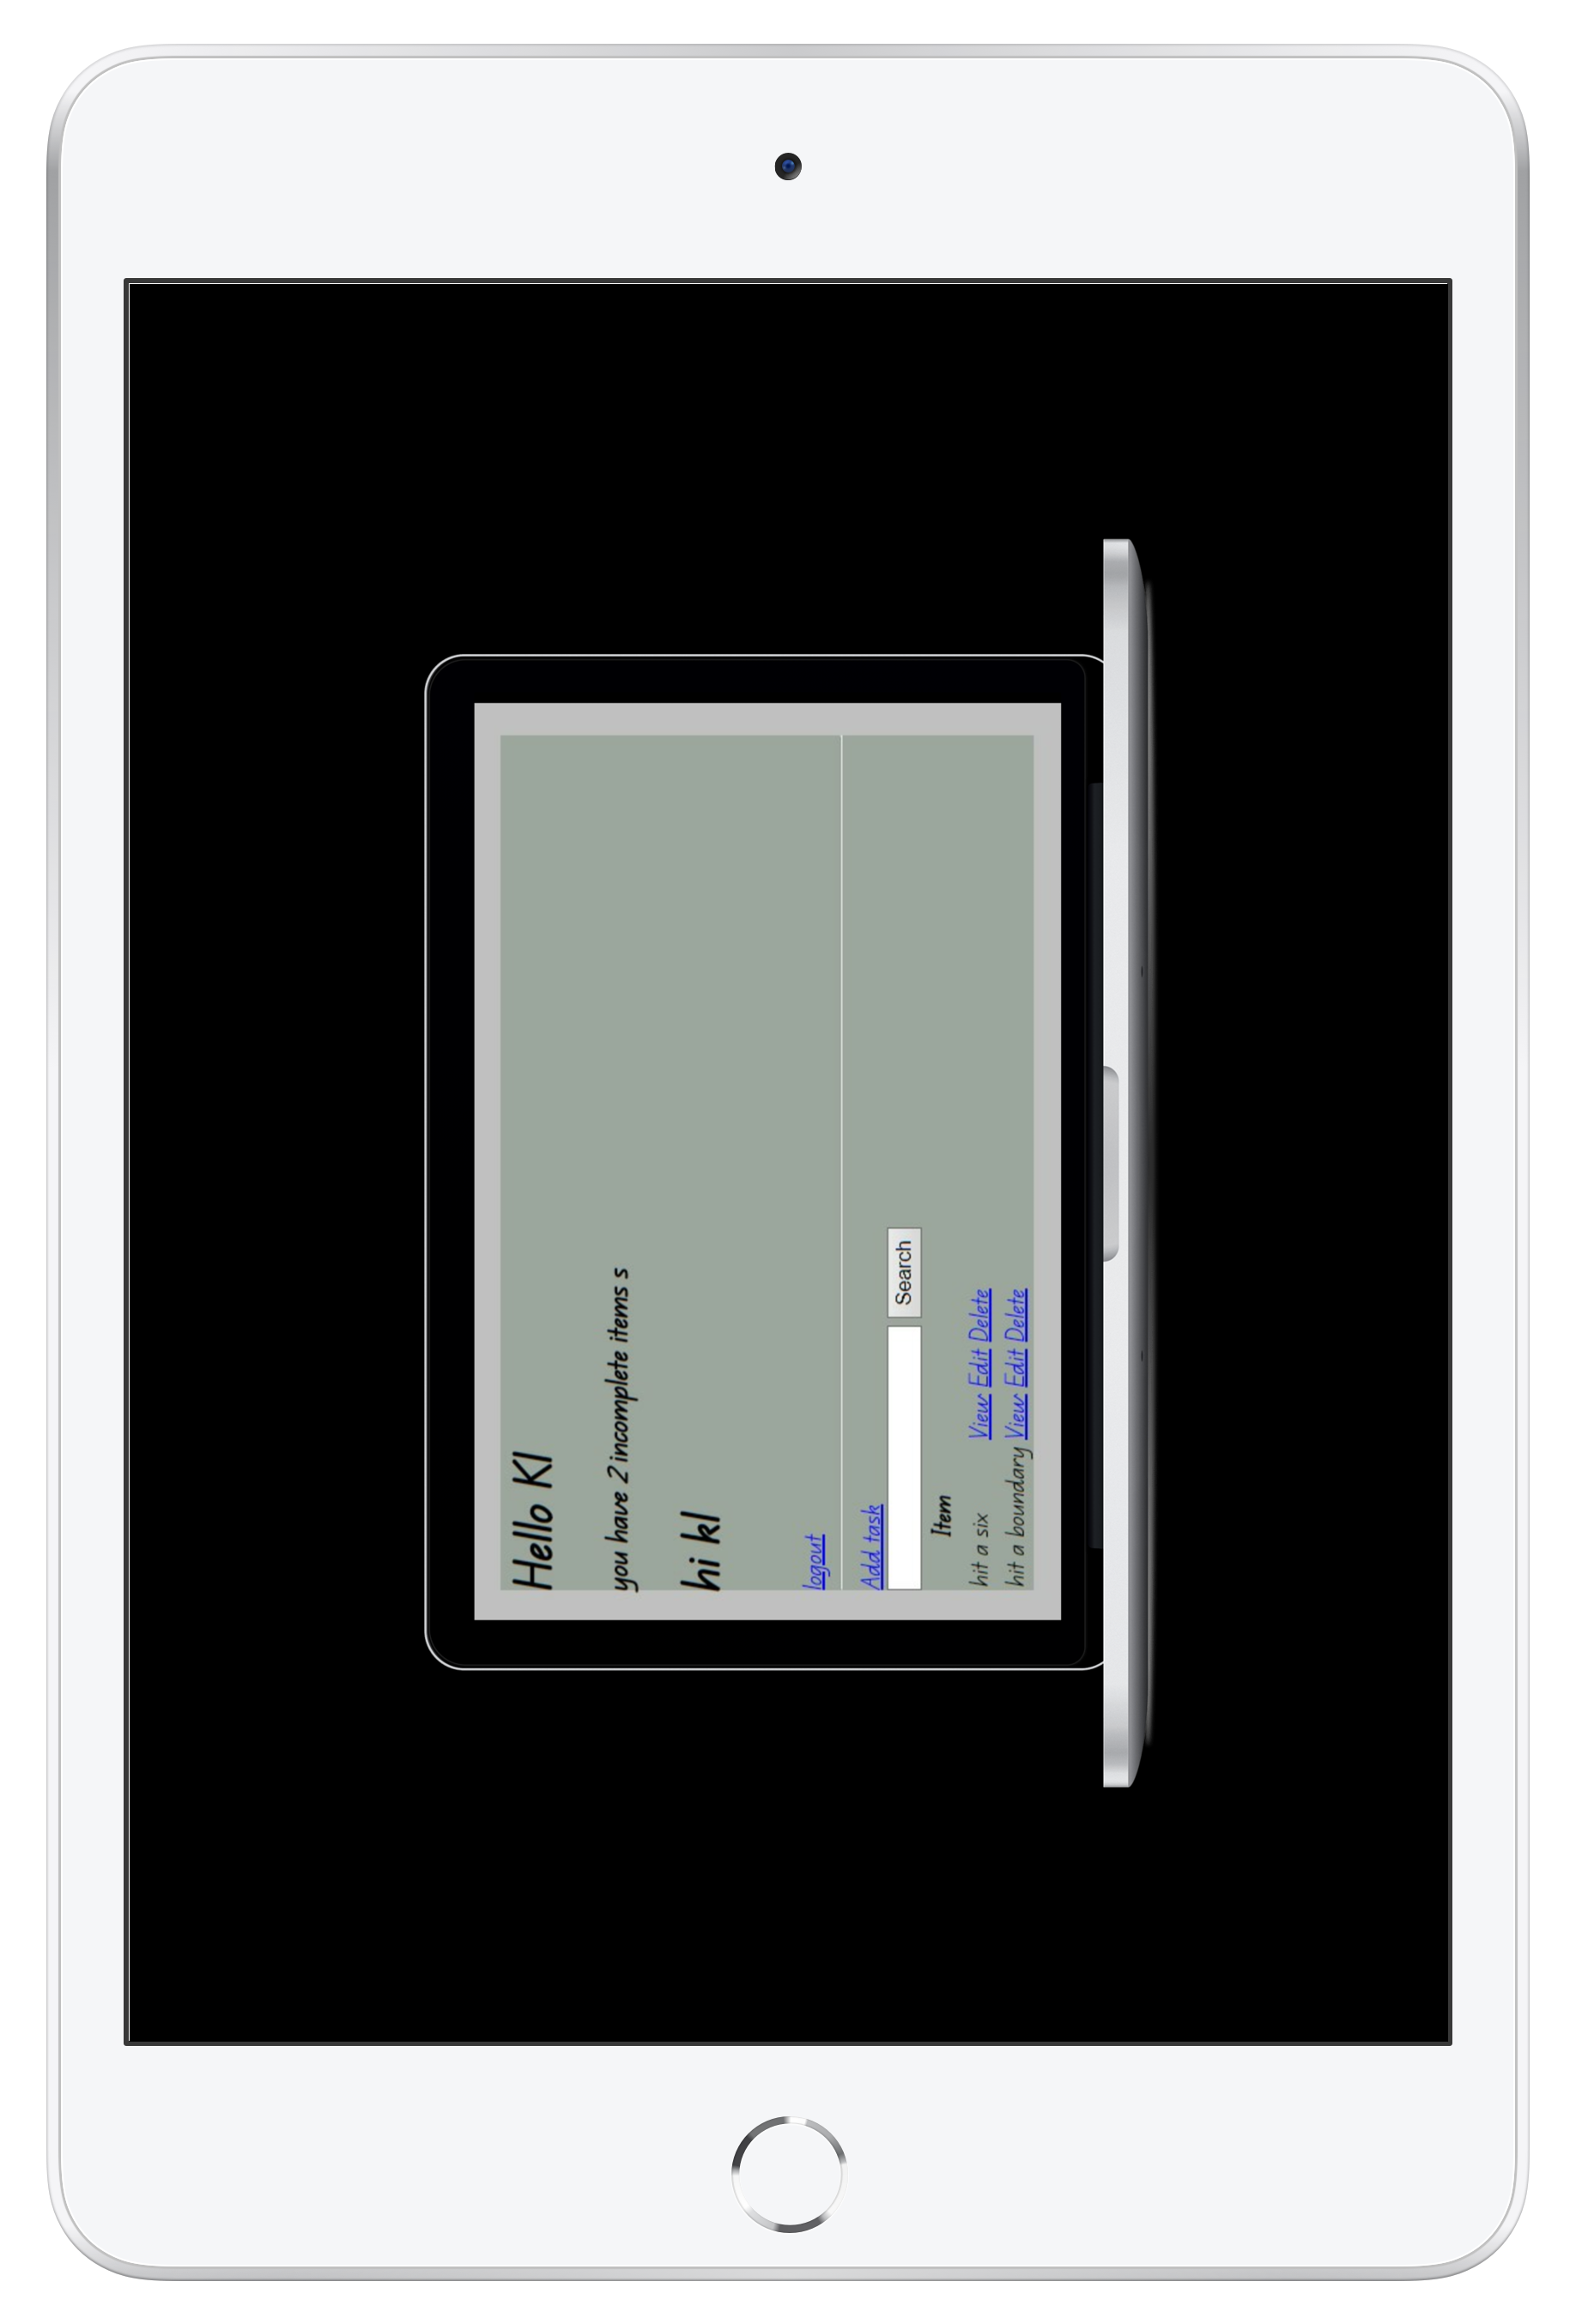 Hello Kl
you have 2 incomplete items s
hi kl
logout
Add task
Search
Item
hit a six View Edit Delete
hit a boundary View Edit Delete